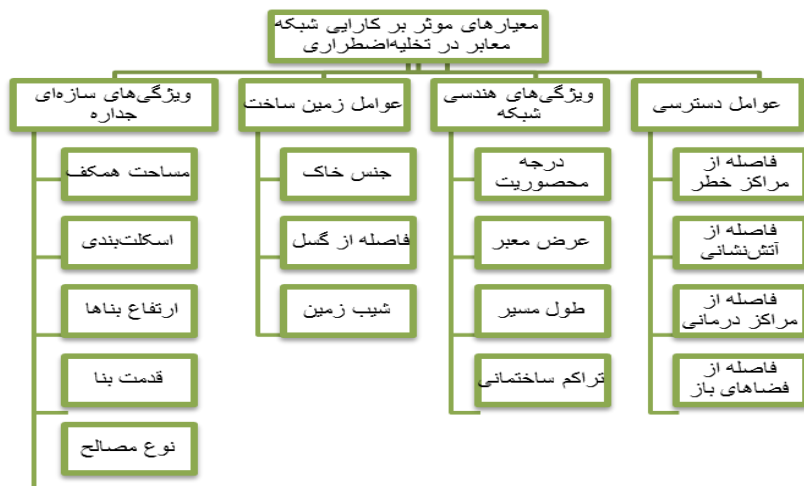 معیارهای موثر بر کارایی شبکه
معابر در تخلیه‌اضطراری
عوامل دسترسی
فاصله از
مراکز خطر
فاصله از
آتش‌نشانی
فاصله از
مراکز درمانی
فاصله از
فضاهای باز
ویژگی‌های هندسی
شبکه
درجه
محصوریت
عرض معبر
طول مسیر
تراکم ساختمانی
عوامل زمین ساخت
جنس خاک
فاصله از گسل
شیب زمین
ویژگی‌های سازه‌ای
جداره
مساحت همکف
اسکلت‌بندی
ارتفاع بناها
قدمت بنا
نوع مصالح